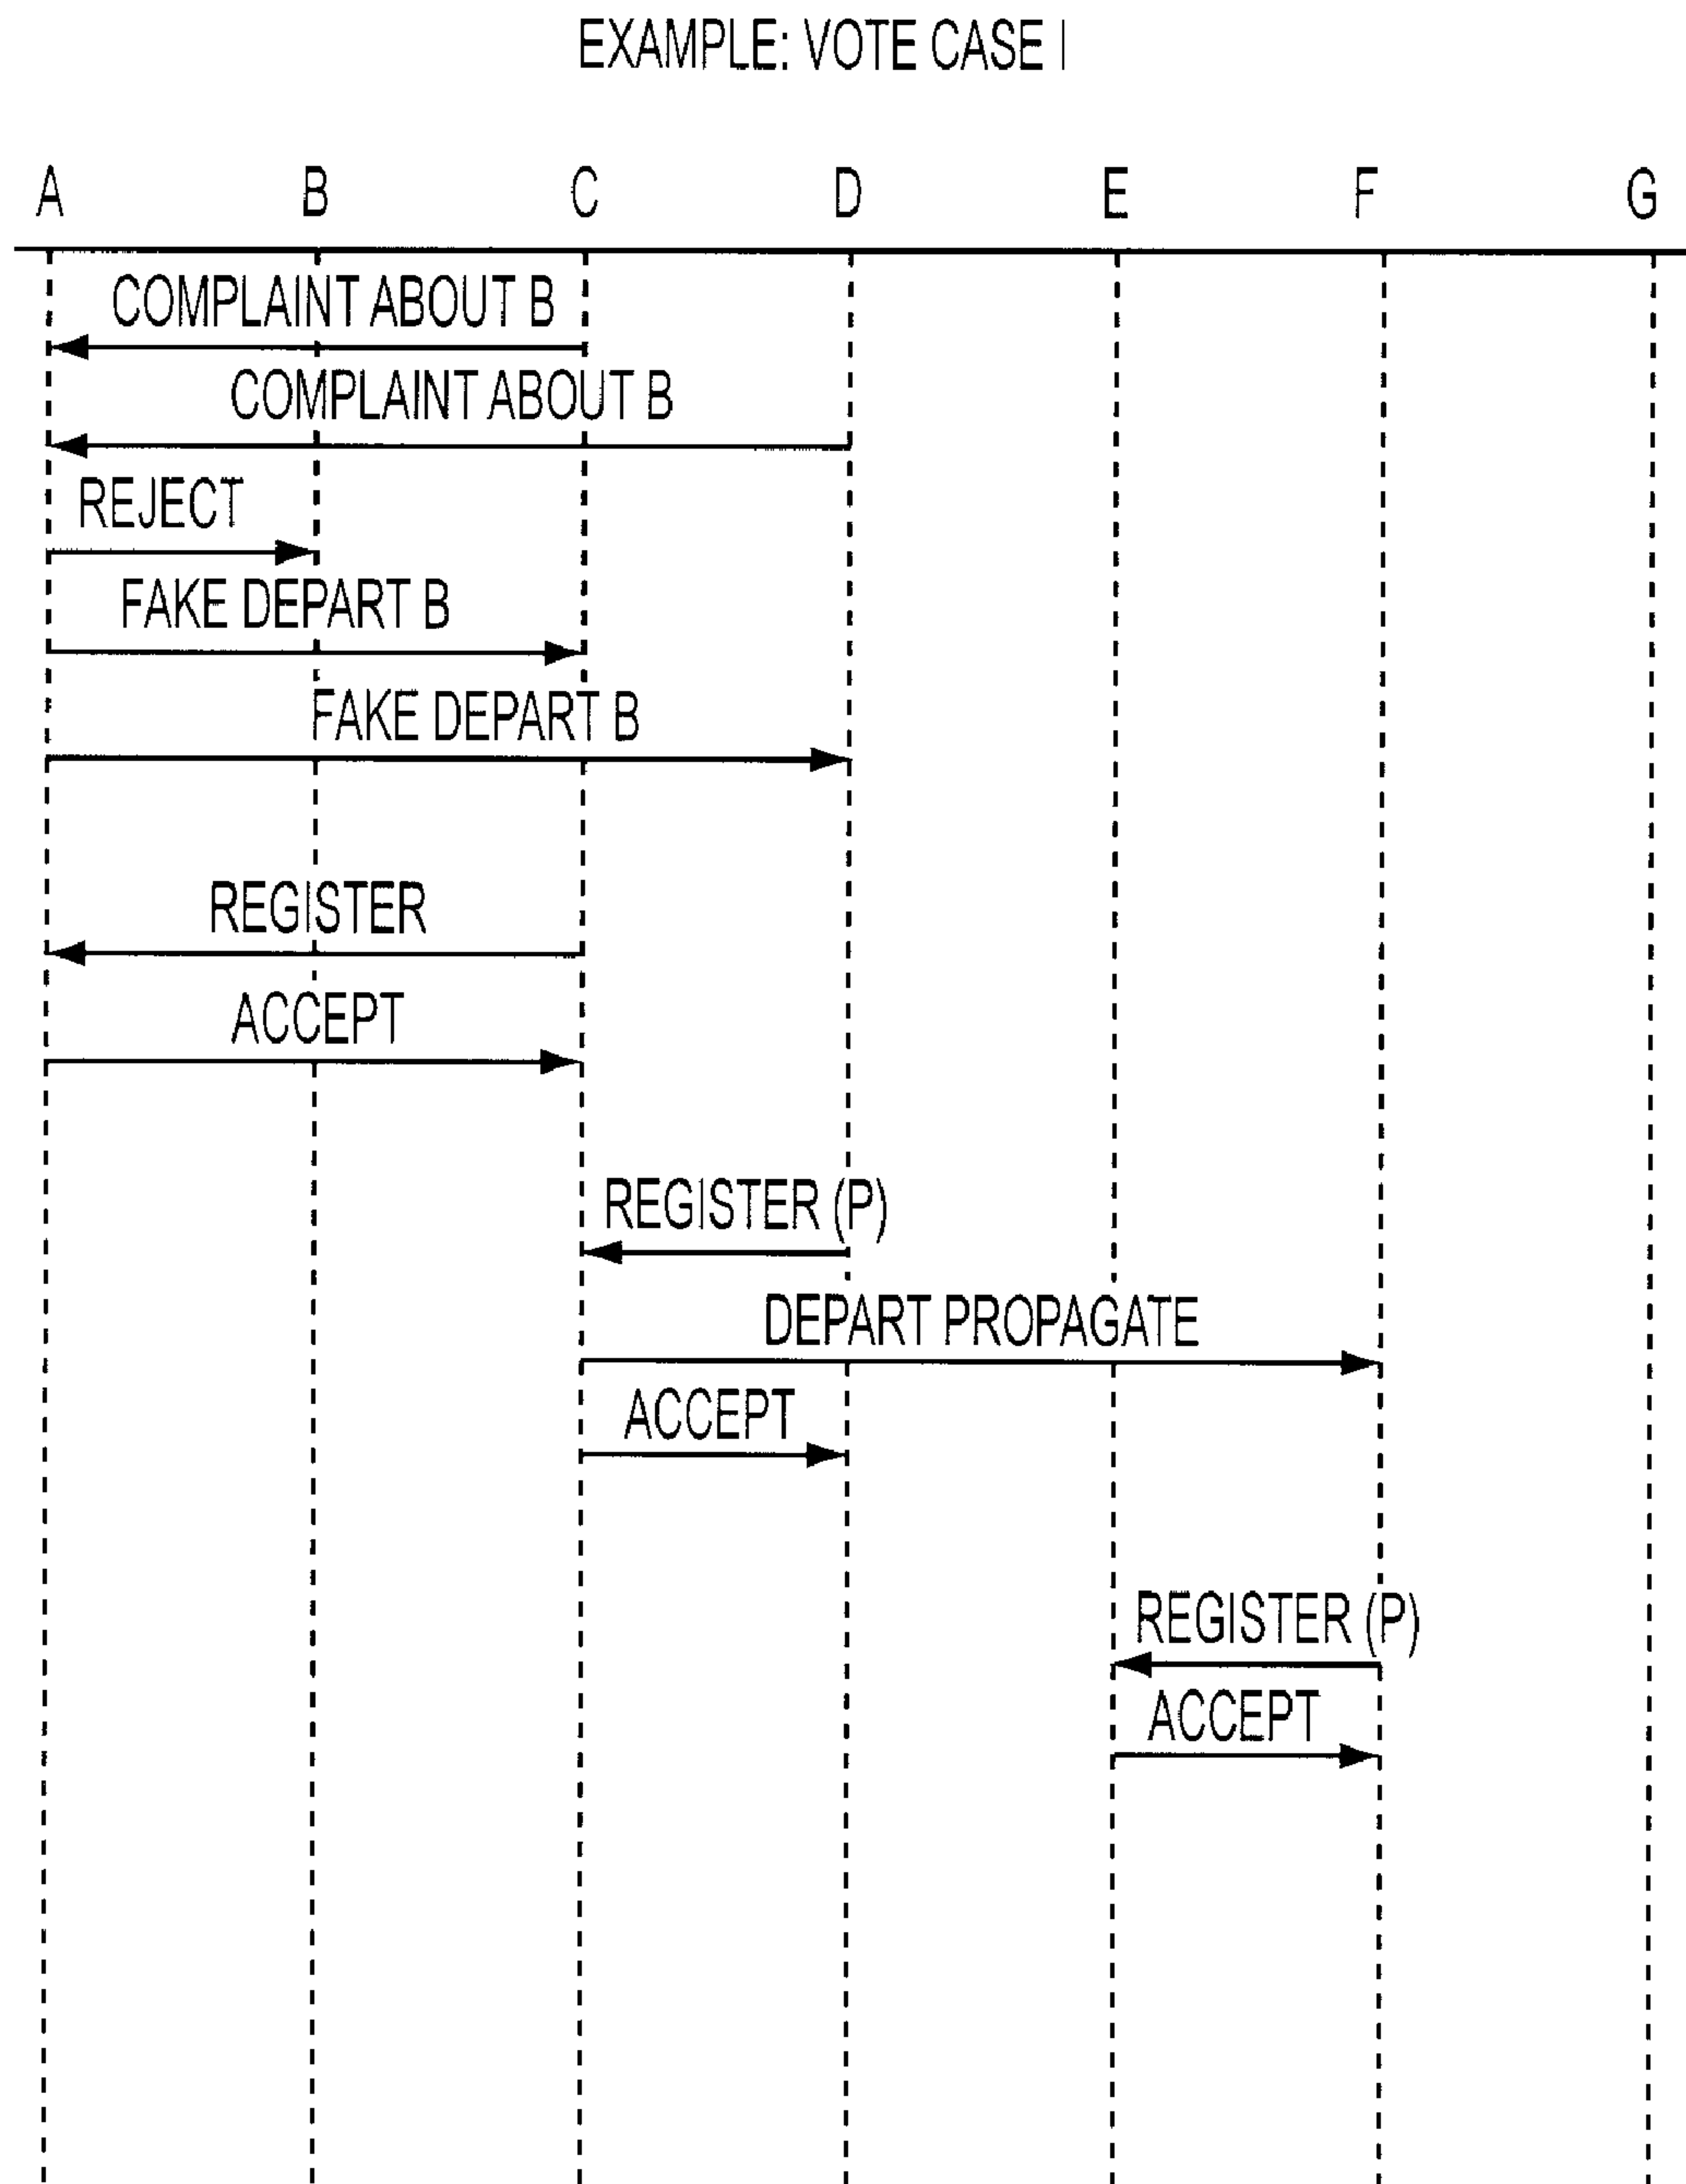 EXAMPLE: VOTE CASE I
A B C D E F G
COMPLAINT ABOUT B
COMPLAINT ABOUT B
REJECT
FAKE DEPART B
FAKE DEPART B
REGISTER
ACCEPT
REGISTER (P)
DEPART PROPAGATE
ACCEPT
REGISTER (P)
ACCEPT